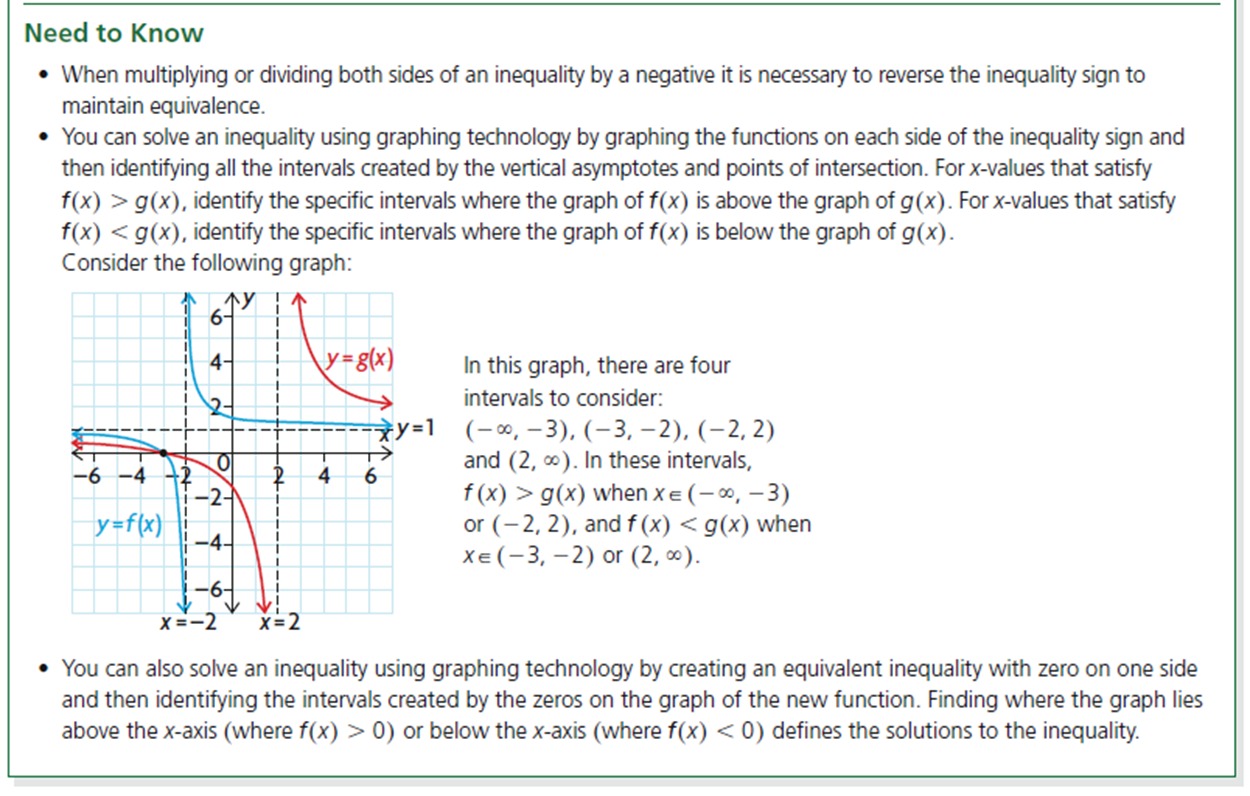 Need to Know
• When multiplying or dividing both sides of an inequality by a negative it is necessary to reverse the inequality sign to
maintain equivalence.
• You can solve an inequality using graphing technology by graphing the functions on each side of the inequality sign and
then identifying all the intervals created by the vertical asymptotes and points of intersection. For x-values that satisfy
f(x) > g(x), identify the specific intervals where the graph of f(x) is above the graph of g(x). For x-values that satisfy
f(x) < g(x), identify the specific intervals where the graph of f(x) is below the graph of g(x).
Consider the following graph:
y
6
4
2
0
-2
-4
-6
-6 -4 -2 2 4 6
x
y=g(x)
y=1
y=f(x)
x=-2
x=2
In this graph, there are four
intervals to consider:
(-∞, -3), (-3, -2), (-2, 2)
and (2, ∞). In these intervals,
f(x) > g(x) when x∈(-∞, -3)
or (-2, 2), and f(x) < g(x) when
x∈(-3, -2) or (2, ∞).
• You can also solve an inequality using graphing technology by creating an equivalent inequality with zero on one side
and then identifying the intervals created by the zeros on the graph of the new function. Finding where the graph lies
above the x-axis (where f(x) > 0) or below the x-axis (where f(x) < 0) defines the solutions to the inequality.